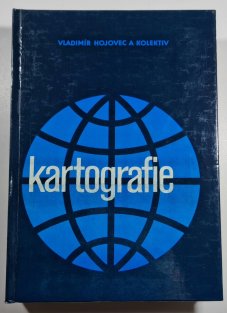 VLADIMÍR HOJOVEC A KOLEKTIV
kartografie